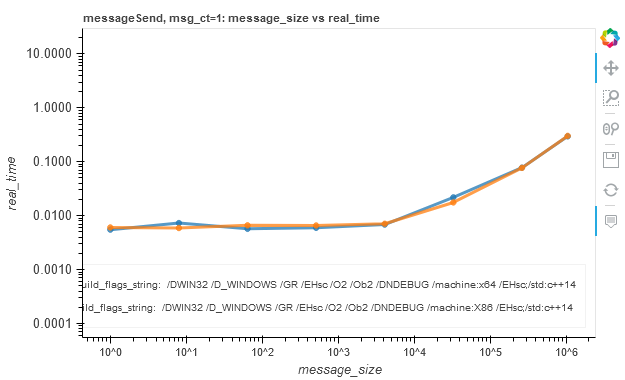 messageSend, msg_ct=1: message_size vs real_time
10.0000
1.0000
0.1000
0.0100
0.0010
0.0001
real_time
uild_flags_string: /DWIN32 /D_WINDOWS /GR /EHsc /O2 /Ob2 /DNDEBUG /machine:x64 /EHsc;/std:c++14
ild_flags_string: /DWIN32 /D_WINDOWS /GR /EHsc /O2 /Ob2 /DNDEBUG /machine:X86 /EHsc;/std:c++14
10^0 10^1 10^2 10^3 10^4 10^5 10^6
message_size